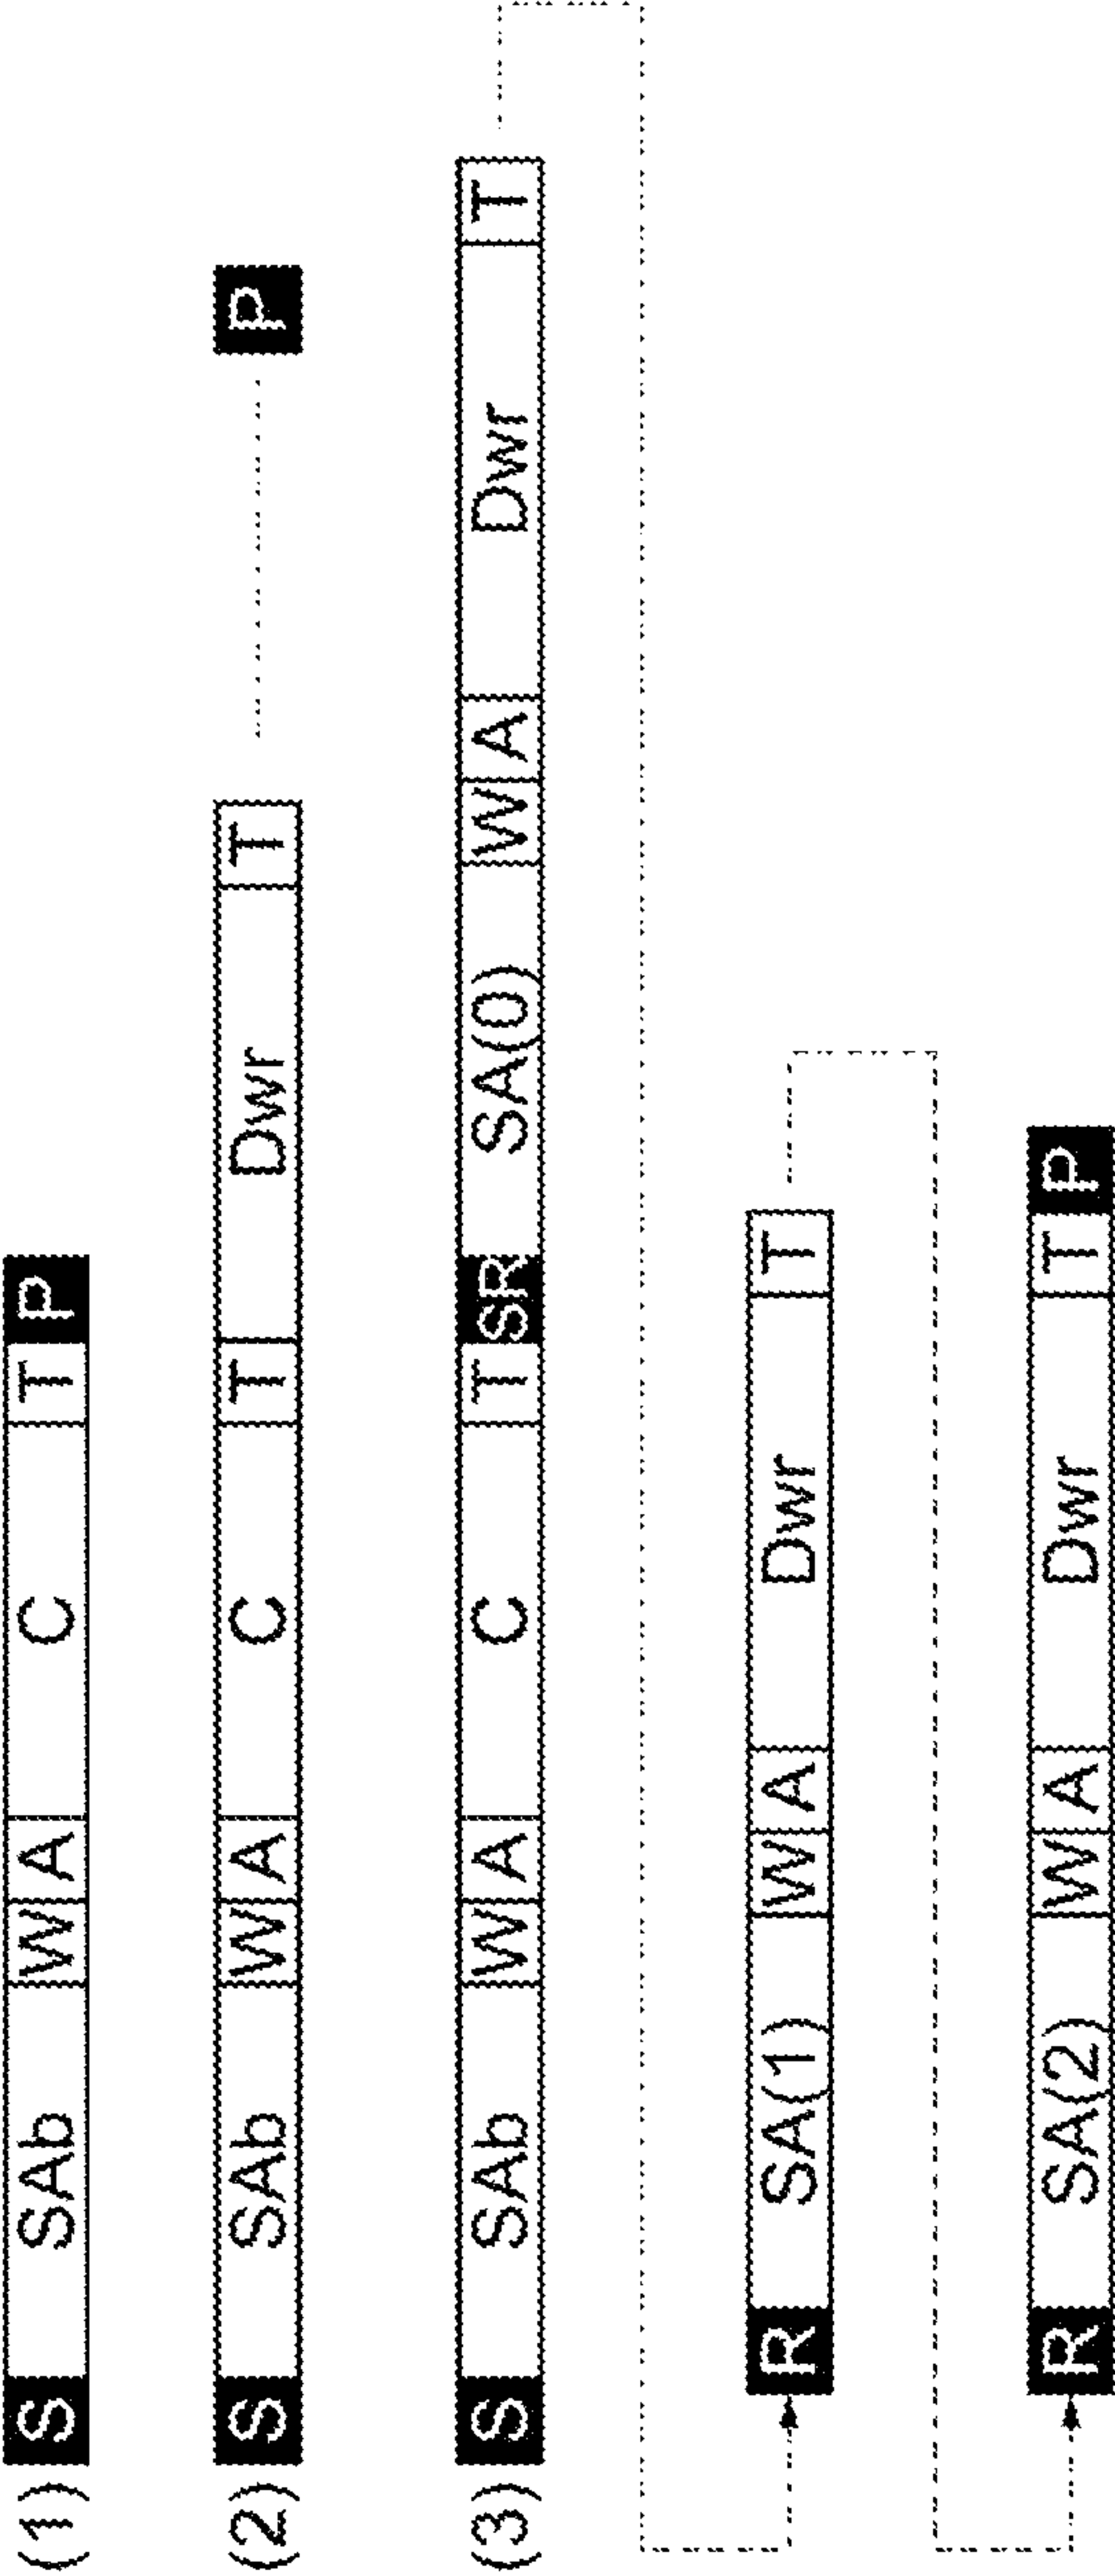 (1) S SAb W A C T P
(2) S SAb W A C T Dwr T P
(3) S SAb W A C T SR SA(0) W A Dwr T
R SA(1) W A Dwr T
R SA(2) W A Dwr T P